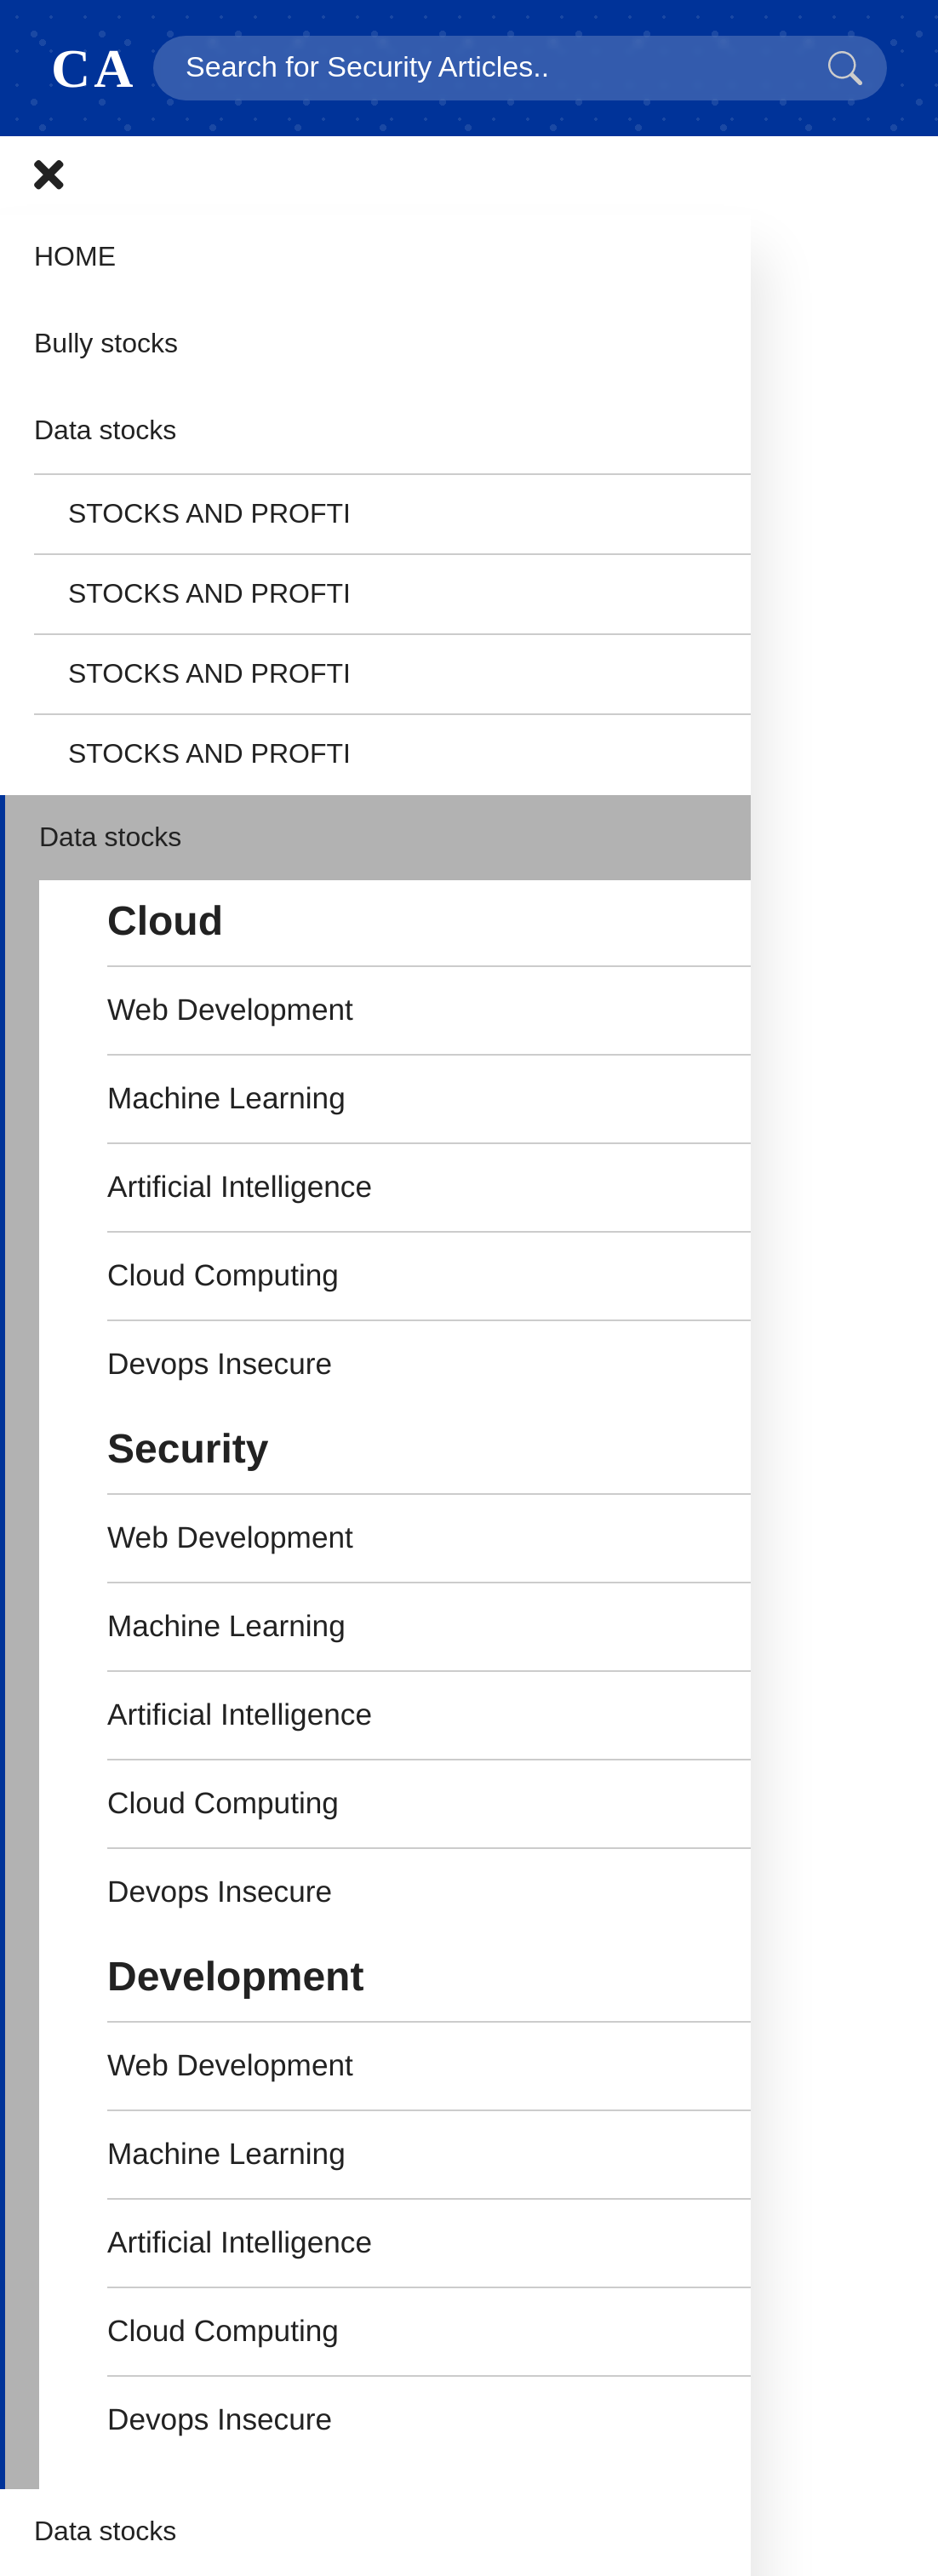 CA
Search for Security Articles..
HOME
Bully stocks
Data stocks
STOCKS AND PROFTI
STOCKS AND PROFTI
STOCKS AND PROFTI
STOCKS AND PROFTI
Data stocks
Cloud
Web Development
Machine Learning
Artificial Intelligence
Cloud Computing
Devops Insecure
Security
Web Development
Machine Learning
Artificial Intelligence
Cloud Computing
Devops Insecure
Development
Web Development
Machine Learning
Artificial Intelligence
Cloud Computing
Devops Insecure
Data stocks